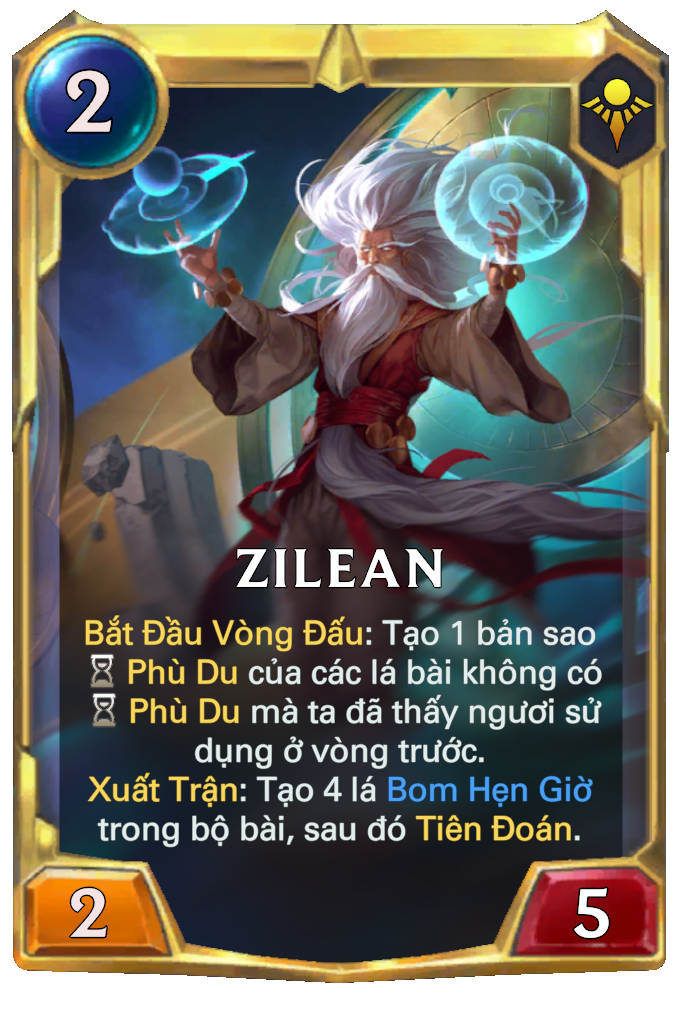 2
ZILEAN
Bắt Đầu Vòng Đấu: Tạo 1 bản sao
Phù Du của các lá bài không có
Phù Du mà ta đã thấy ngươi sử
dụng ở vòng trước.
Xuất Trận: Tạo 4 lá Bom Hẹn Giờ
trong bộ bài, sau đó Tiên Đoán.
2
5